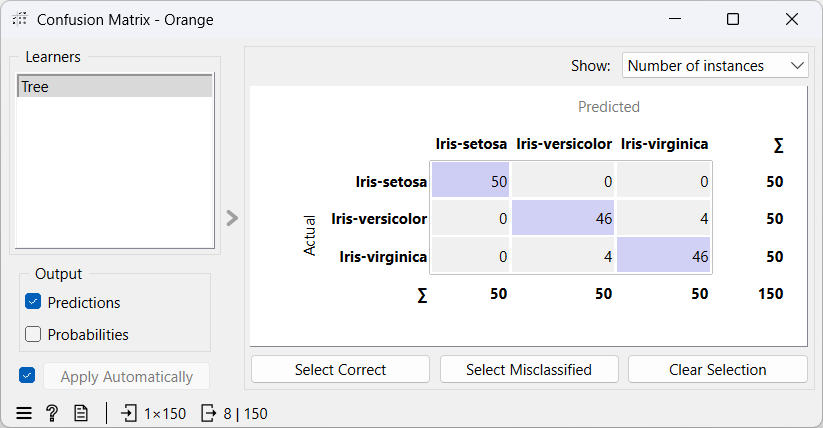 Confusion Matrix - Orange
Learners
Tree
Output
Predictions
Probabilities
Apply Automatically
Show: Number of instances
Predicted
Iris-setosa Iris-versicolor Iris-virginica ∑
Actual
Iris-setosa 50 0 0 50
Iris-versicolor 0 46 4 50
Iris-virginica 0 4 46 50
∑ 50 50 50 150
Select Correct Select Misclassified Clear Selection
? 1×150 8 | 150